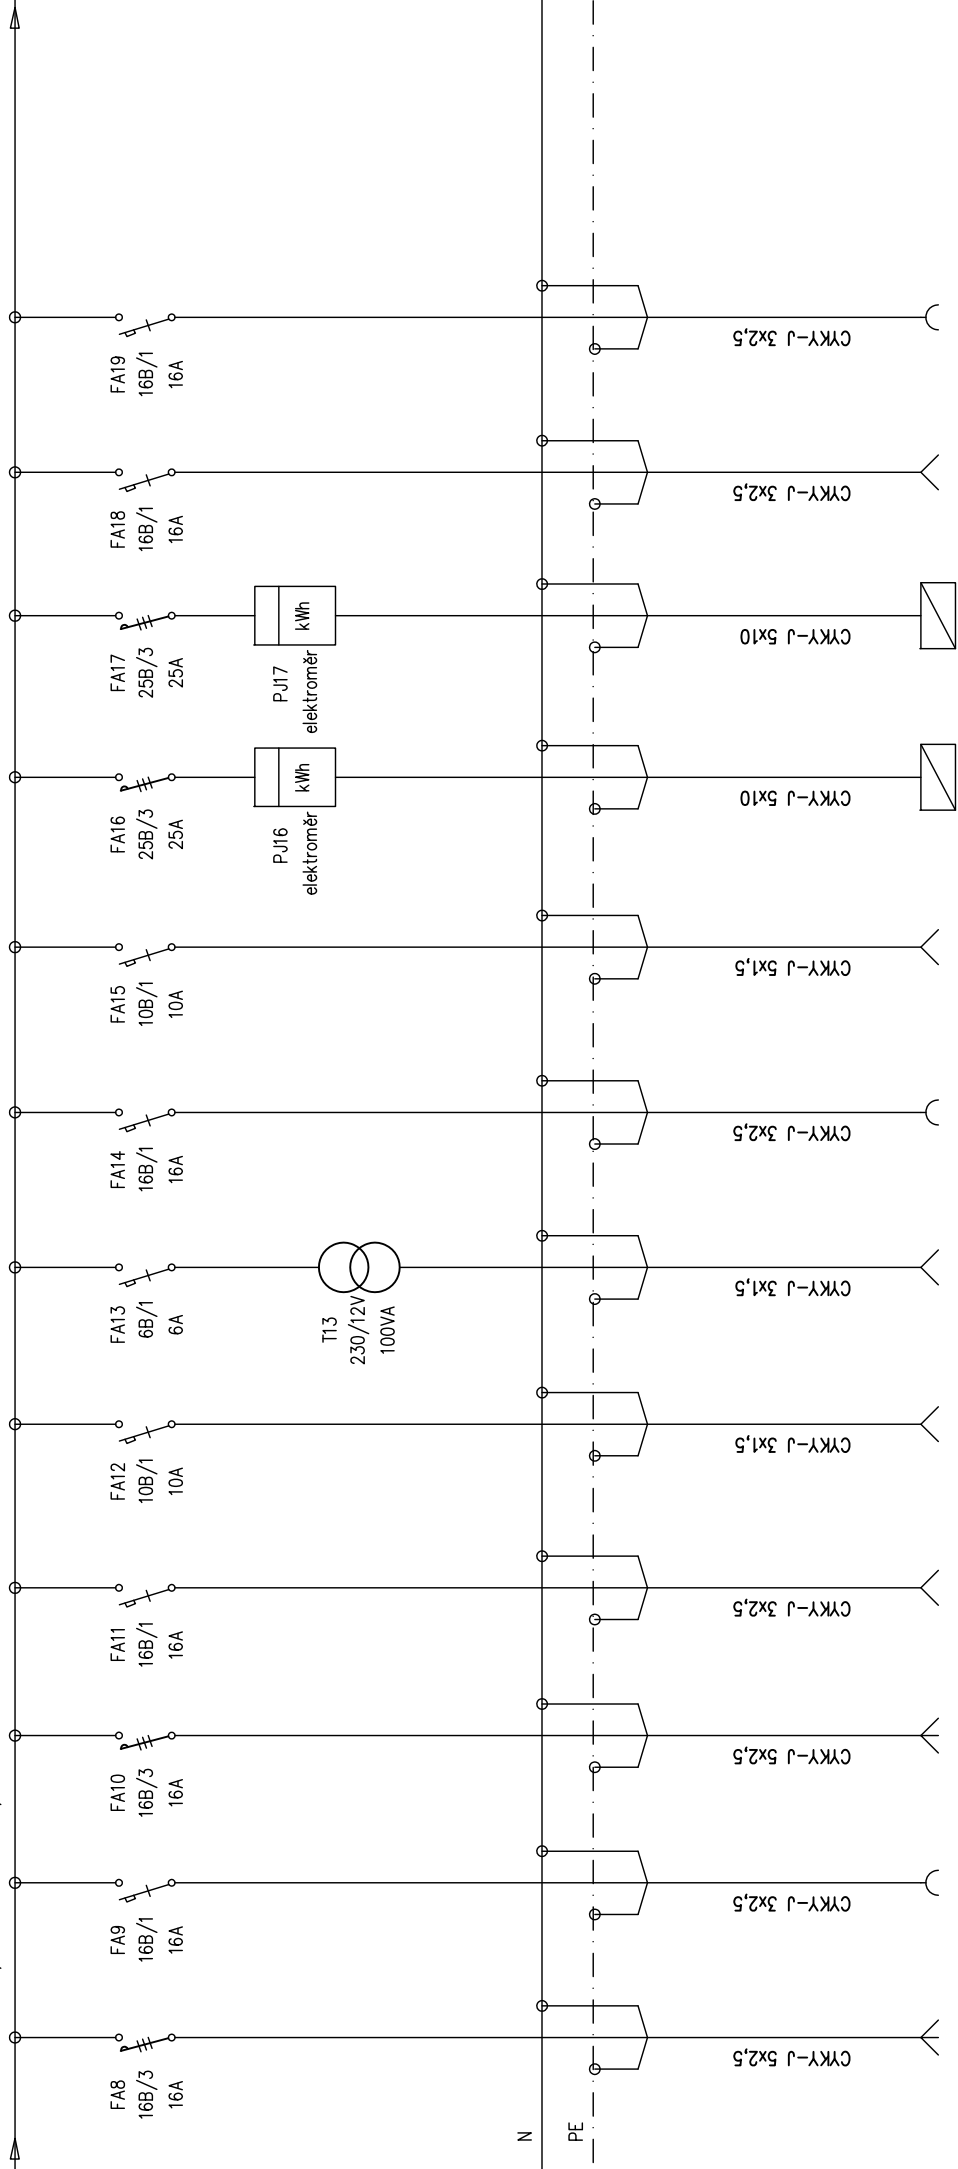 FA8
16B/3
16A
CYKY-J 5x2,5
FA9
16B/1
16A
CYKY-J 3x2,5
FA10
16B/3
16A
CYKY-J 5x2,5
FA11
16B/1
16A
CYKY-J 3x2,5
FA12
10B/1
10A
CYKY-J 3x1,5
FA13
6B/1
6A
T13
230/12V
100VA
CYKY-J 3x1,5
FA14
16B/1
16A
CYKY-J 3x2,5
FA15
10B/1
10A
CYKY-J 5x1,5
FA16
25B/3
25A
PJ16
elektroměr
kWh
CYKY-J 5x10
FA17
25B/3
25A
PJ17
elektroměr
kWh
CYKY-J 5x10
FA18
16B/1
16A
CYKY-J 3x2,5
FA19
16B/1
16A
CYKY-J 3x2,5
N
PE